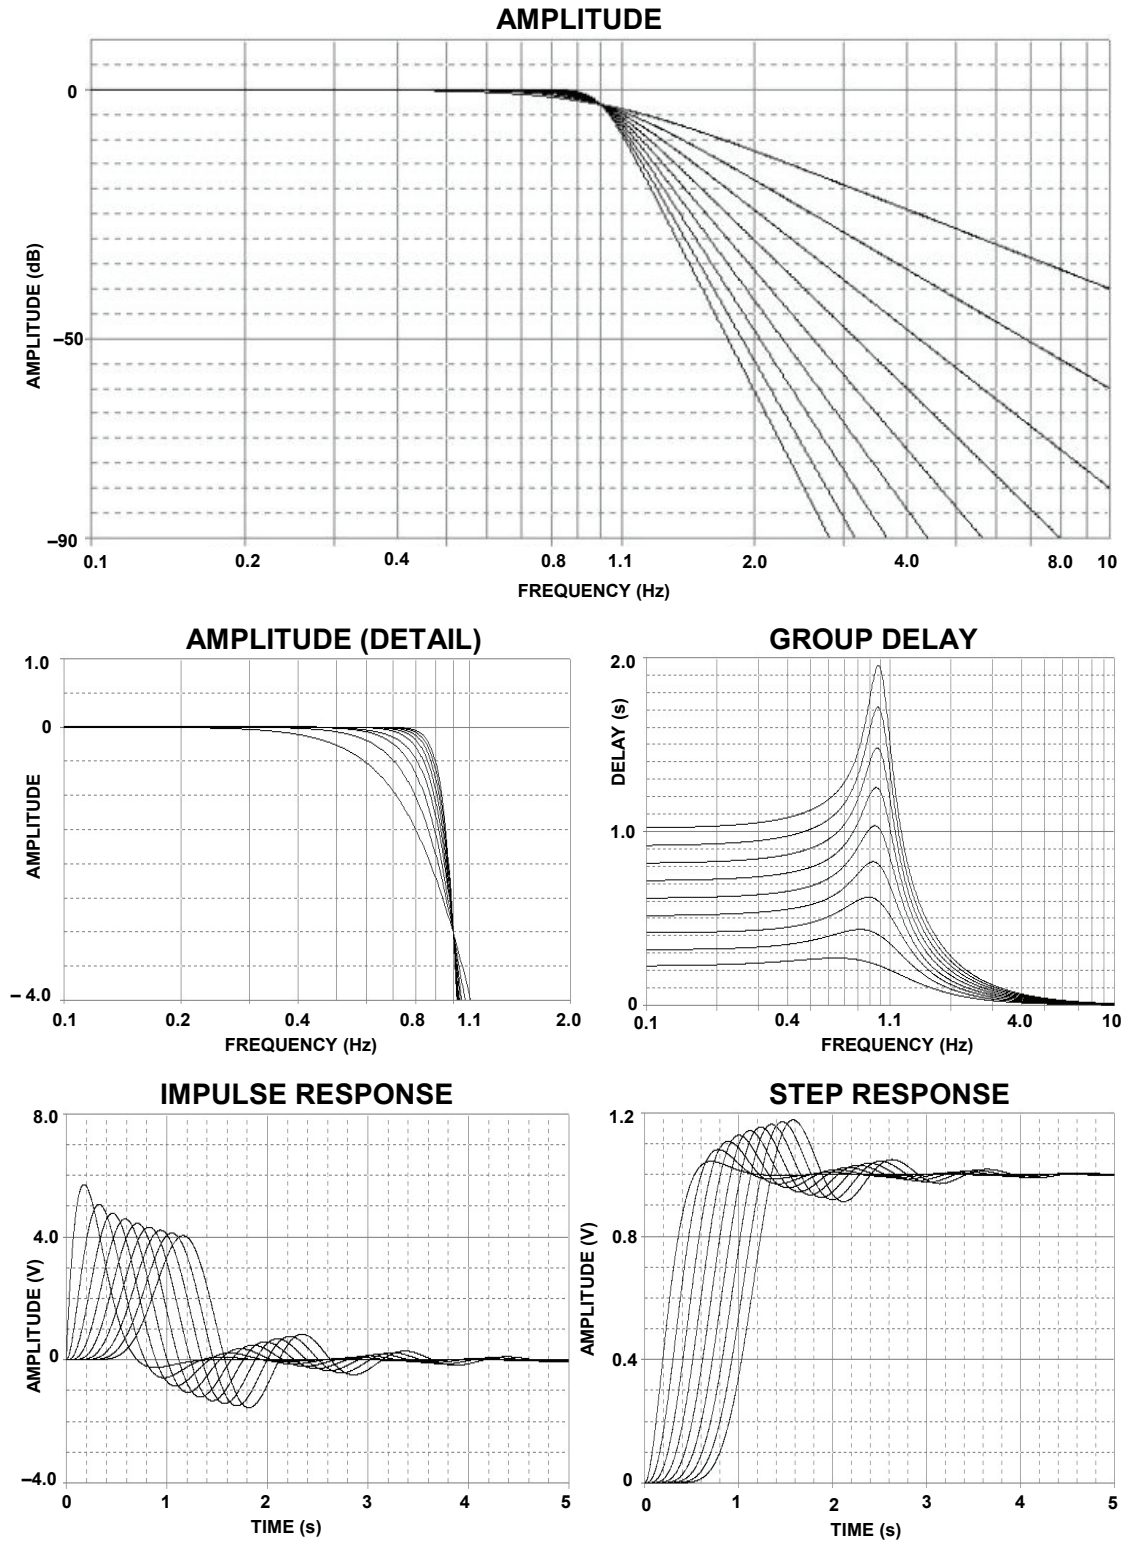 AMPLITUDE
0
–50
–90
AMPLITUDE (dB)
0.1 0.2 0.4 0.8 1.1 2.0 4.0 8.0 10
FREQUENCY (Hz)
AMPLITUDE (DETAIL)
1.0
0
– 4.0
AMPLITUDE
0.1 0.2 0.4 0.8 1.1 2.0
FREQUENCY (Hz)
GROUP DELAY
2.0
1.0
0
DELAY (s)
0.1 0.4 1.1 4.0 10
FREQUENCY (Hz)
IMPULSE RESPONSE
8.0
4.0
0
–4.0
AMPLITUDE (V)
0 1 2 3 4 5
TIME (s)
STEP RESPONSE
1.2
0.8
0.4
0
AMPLITUDE (V)
0 1 2 3 4 5
TIME (s)